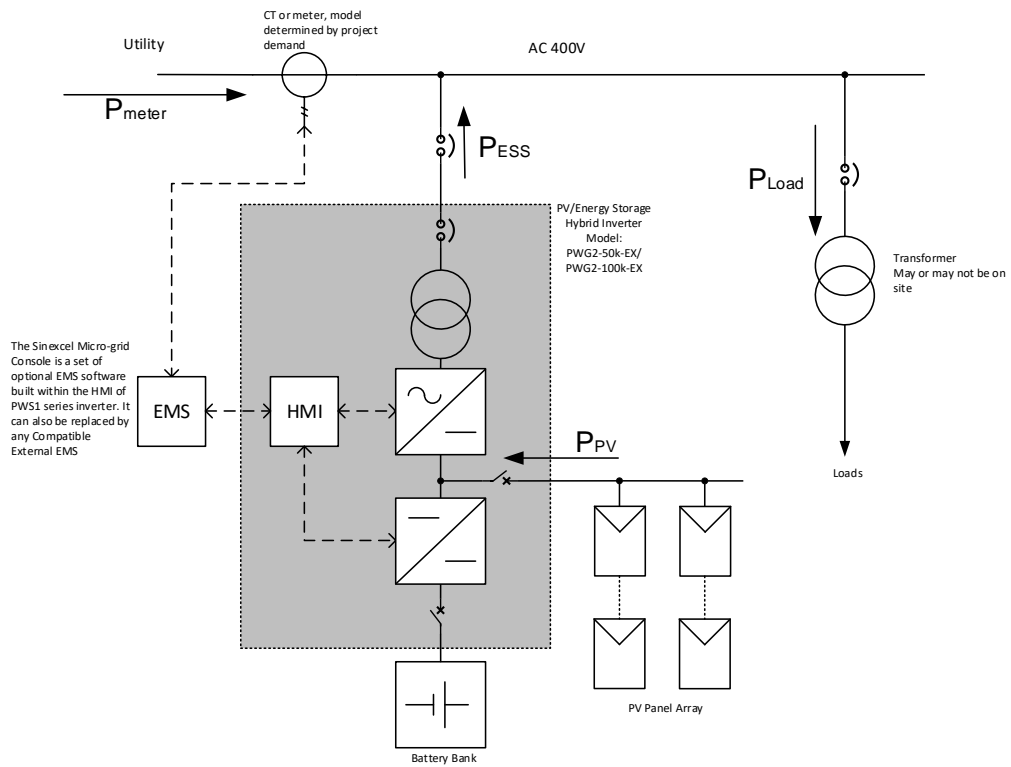 CT or meter, model
determined by project
demand
Utility
AC 400V
Pmeter
PESS
PLoad
PV/Energy Storage
Hybrid Inverter
Model:
PWG2-50k-EX/
PWG2-100k-EX
Transformer
May or may not be on
site
The Sinexcel Micro-grid
Console is a set of
optional EMS software
built within the HMI of
PWS1 series inverter. It
can also be replaced by
any Compatible
External EMS
EMS
HMI
PPV
Loads
PV Panel Array
Battery Bank